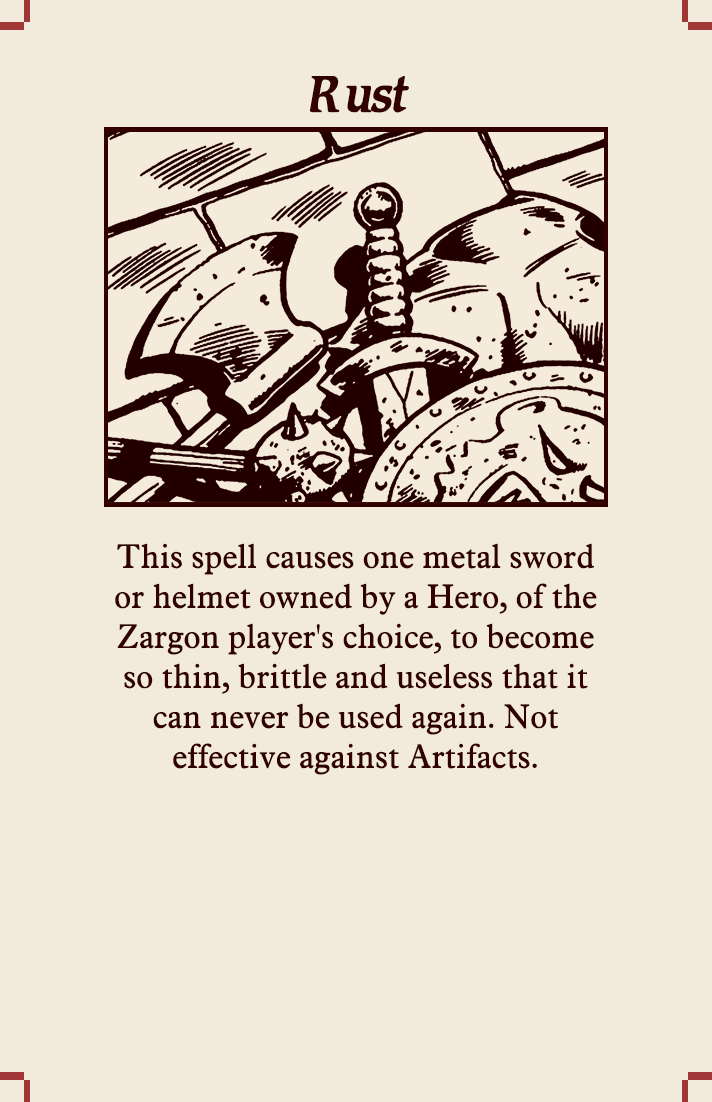 Rust
This spell causes one metal sword
or helmet owned by a Hero, of the
Zargon player's choice, to become
so thin, brittle and useless that it
can never be used again. Not
effective against Artifacts.